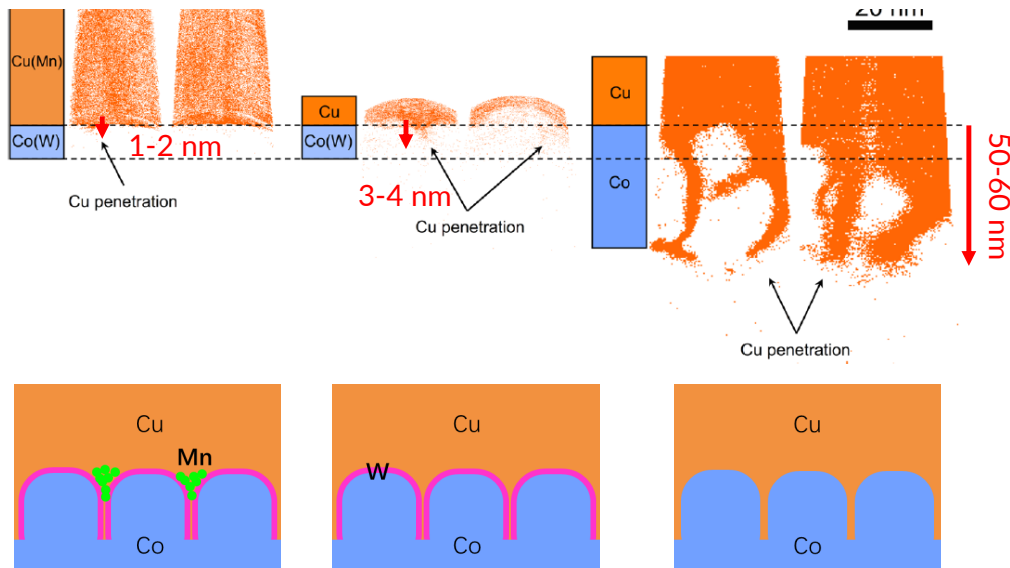 20 nm
Cu(Mn)
Co(W)
1-2 nm
Cu penetration
Cu
Co(W)
3-4 nm
Cu penetration
Cu
Co
50-60 nm
Cu penetration
Cu
Mn
Co
Cu
W
Co
Cu
Co